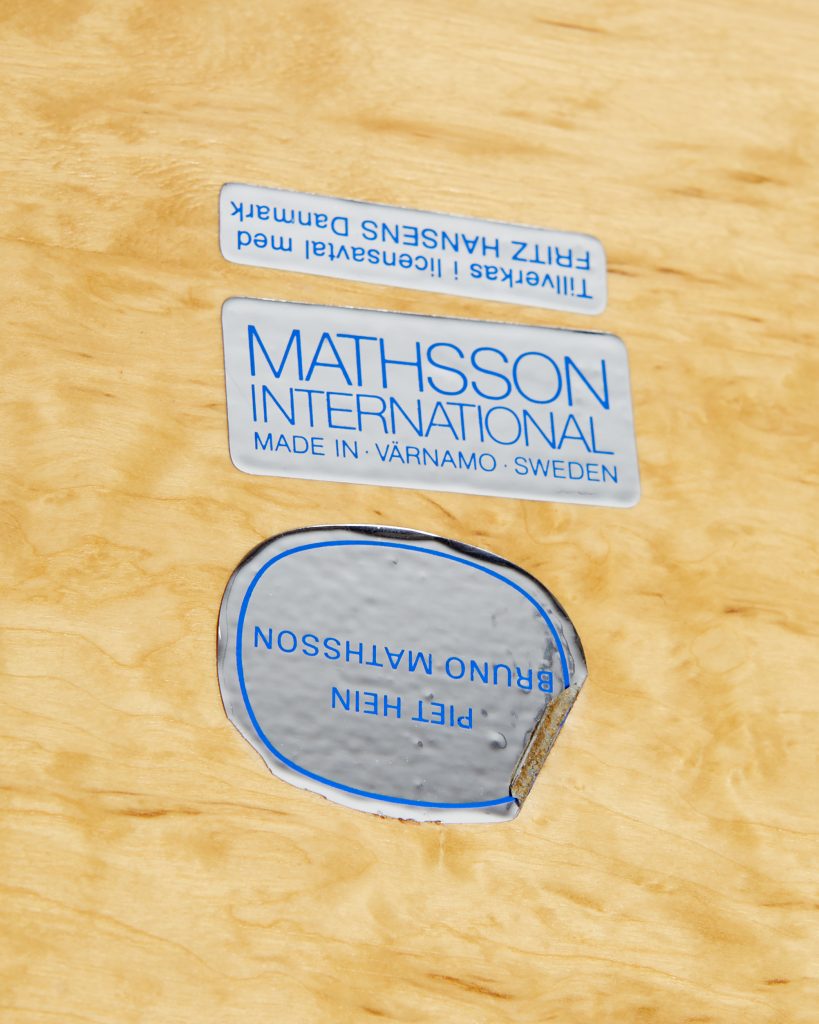 Tillverkas i licensavtal med
FRITZ HANSENS Danmark
MATHSSON
INTERNATIONAL
MADE IN · VÄRNAMO · SWEDEN
PIET HEIN
BRUNO MATHSSON